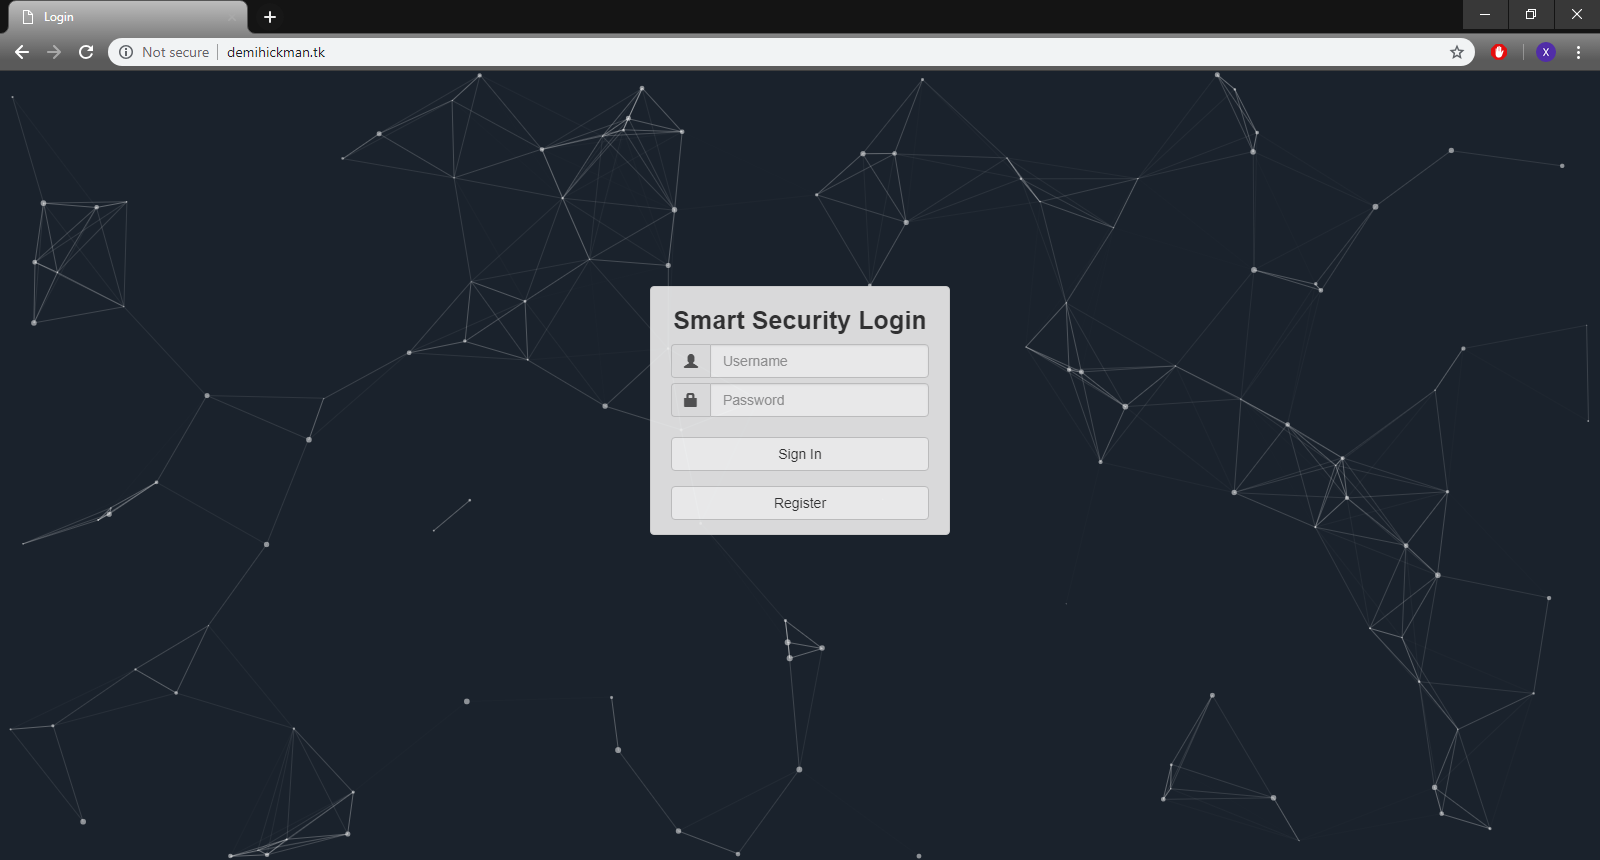 Login
Not secure demihickman.tk
X
Smart Security Login
Username
Password
Sign In
Register